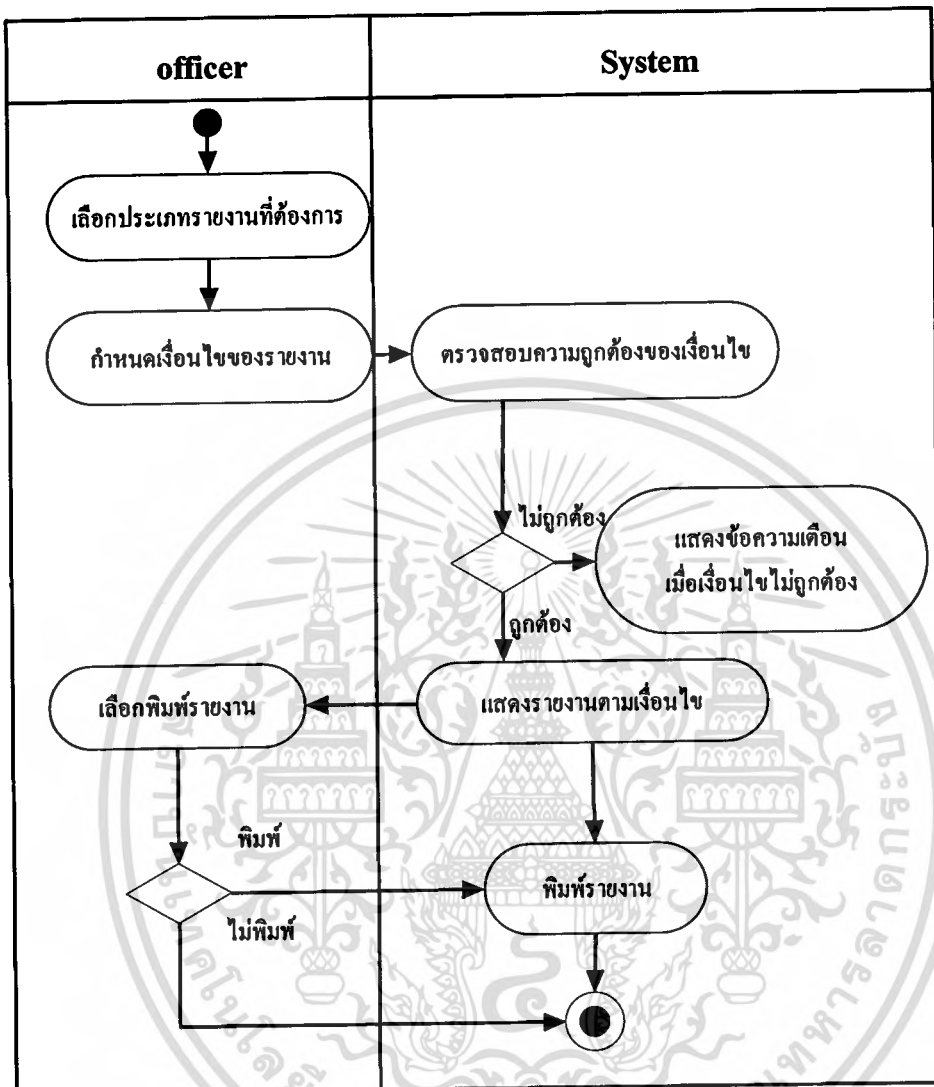 officer
System
เลือกประเภทรายงานที่ต้องการ
กำหนดเงื่อนไขของรายงาน
ตรวจสอบความถูกต้องของเงื่อนไข
ไม่ถูกต้อง
แสดงข้อความเตือน
เมื่อเงื่อนไขไม่ถูกต้อง
ถูกต้อง
เลือกพิมพ์รายงาน
แสดงรายงานตามเงื่อนไข
พิมพ์
พิมพ์รายงาน
ไม่พิมพ์